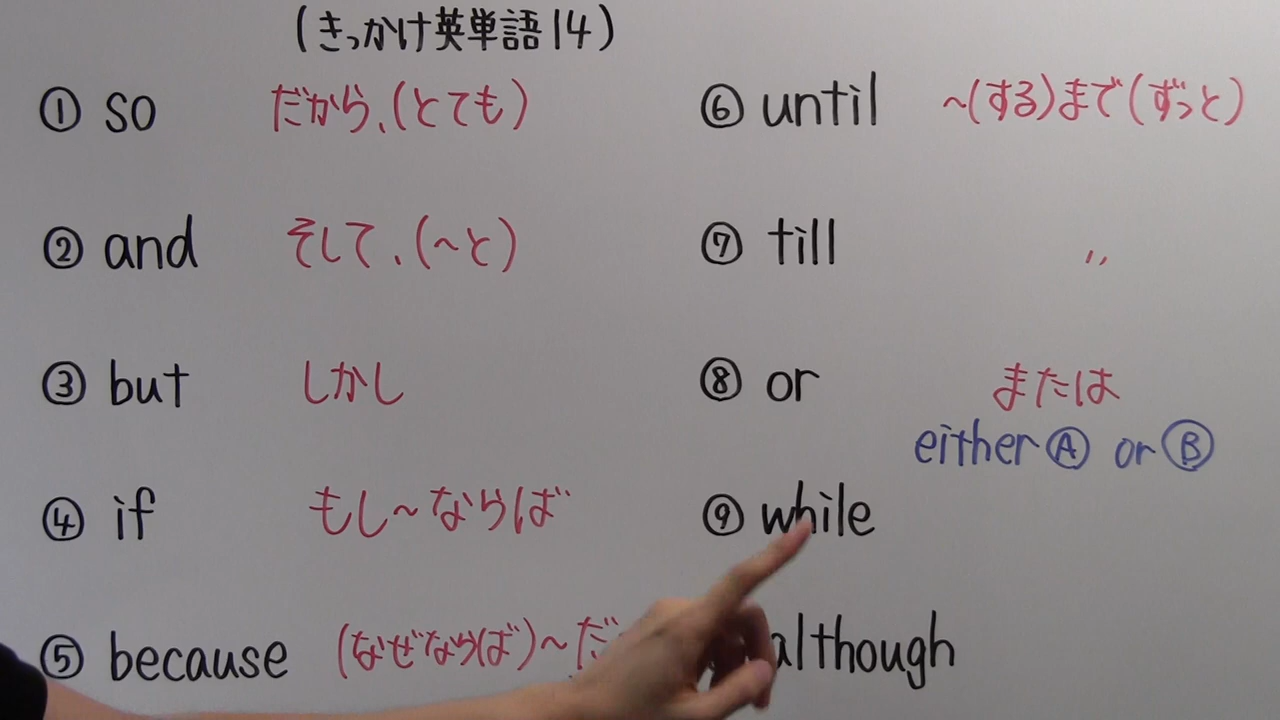 (きっかけ英単語14)
① so だから、(とても)
② and そして、(~と)
③ but しかし
④ if もし~ならば
⑤ because (なぜならば)~だ
⑥ until ~(する)まで(ずっと)
⑦ till 〃
⑧ or または
either Ⓐ or Ⓑ
⑨ while
although